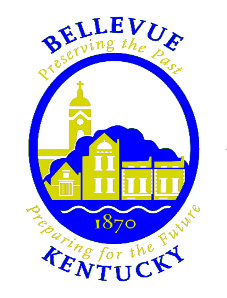 BELLEVUE
Preserving the Past
1870
Preparing for the Future
KENTUCKY